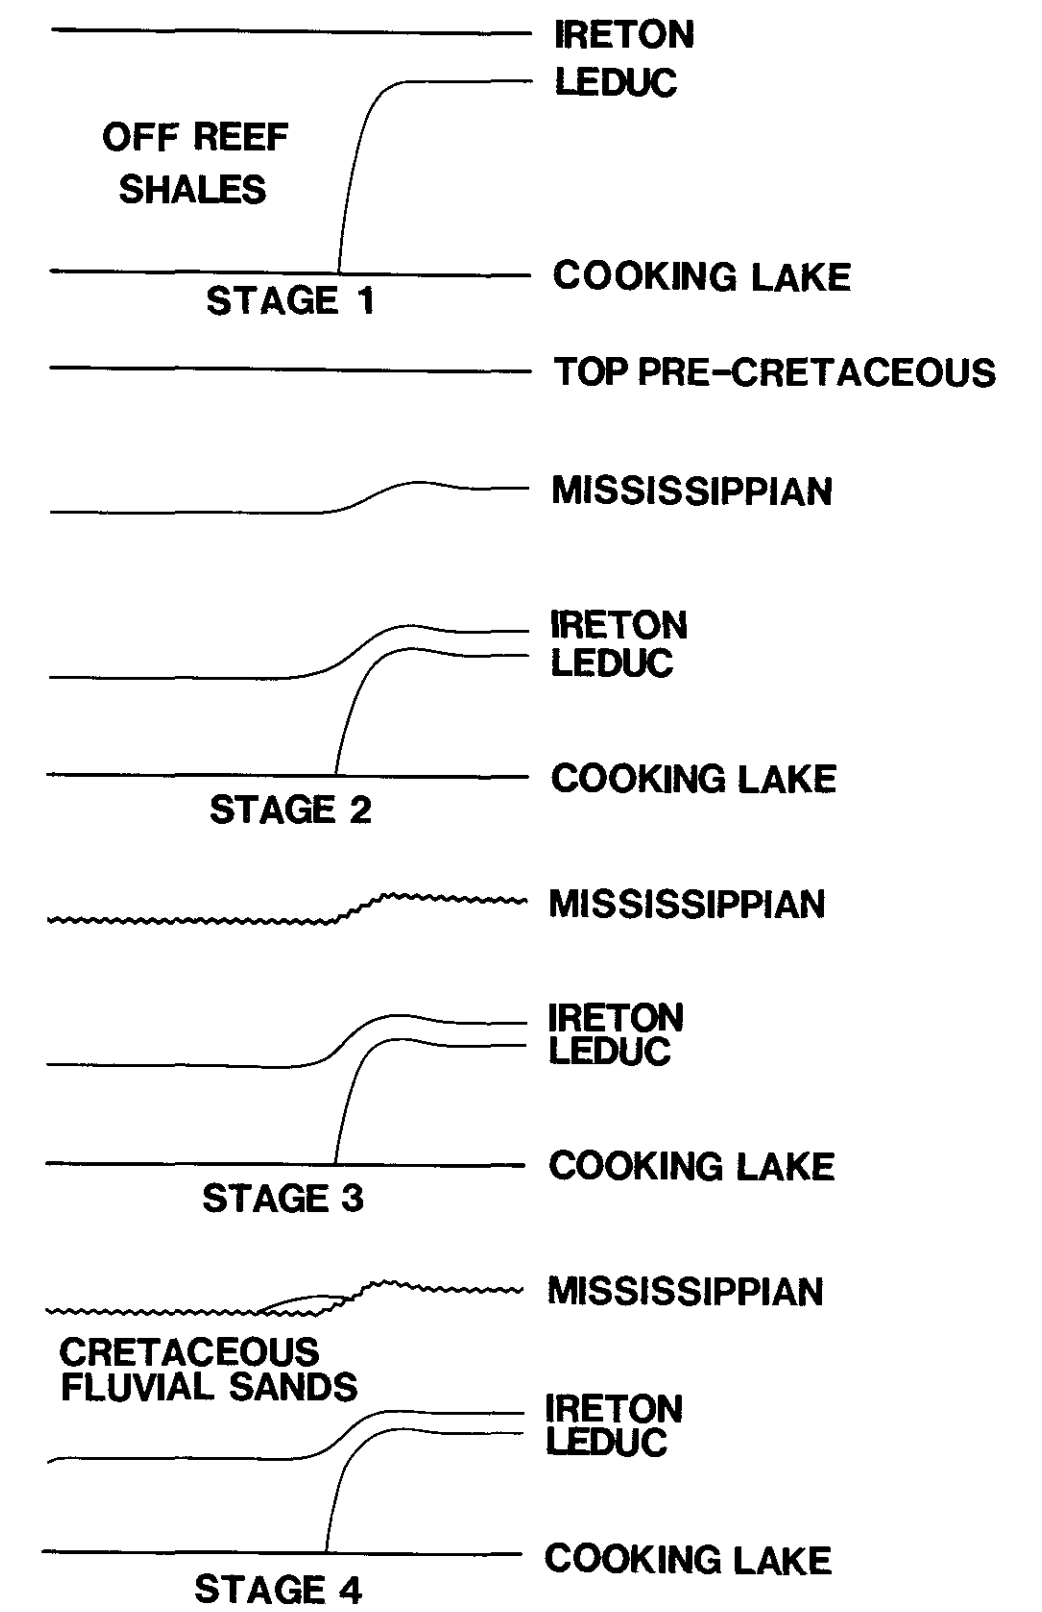 IRETON
LEDUC
OFF REEF
SHALES
COOKING LAKE
STAGE 1
TOP PRE-CRETACEOUS
MISSISSIPPIAN
IRETON
LEDUC
COOKING LAKE
STAGE 2
MISSISSIPPIAN
IRETON
LEDUC
COOKING LAKE
STAGE 3
MISSISSIPPIAN
CRETACEOUS
FLUVIAL SANDS
IRETON
LEDUC
COOKING LAKE
STAGE 4